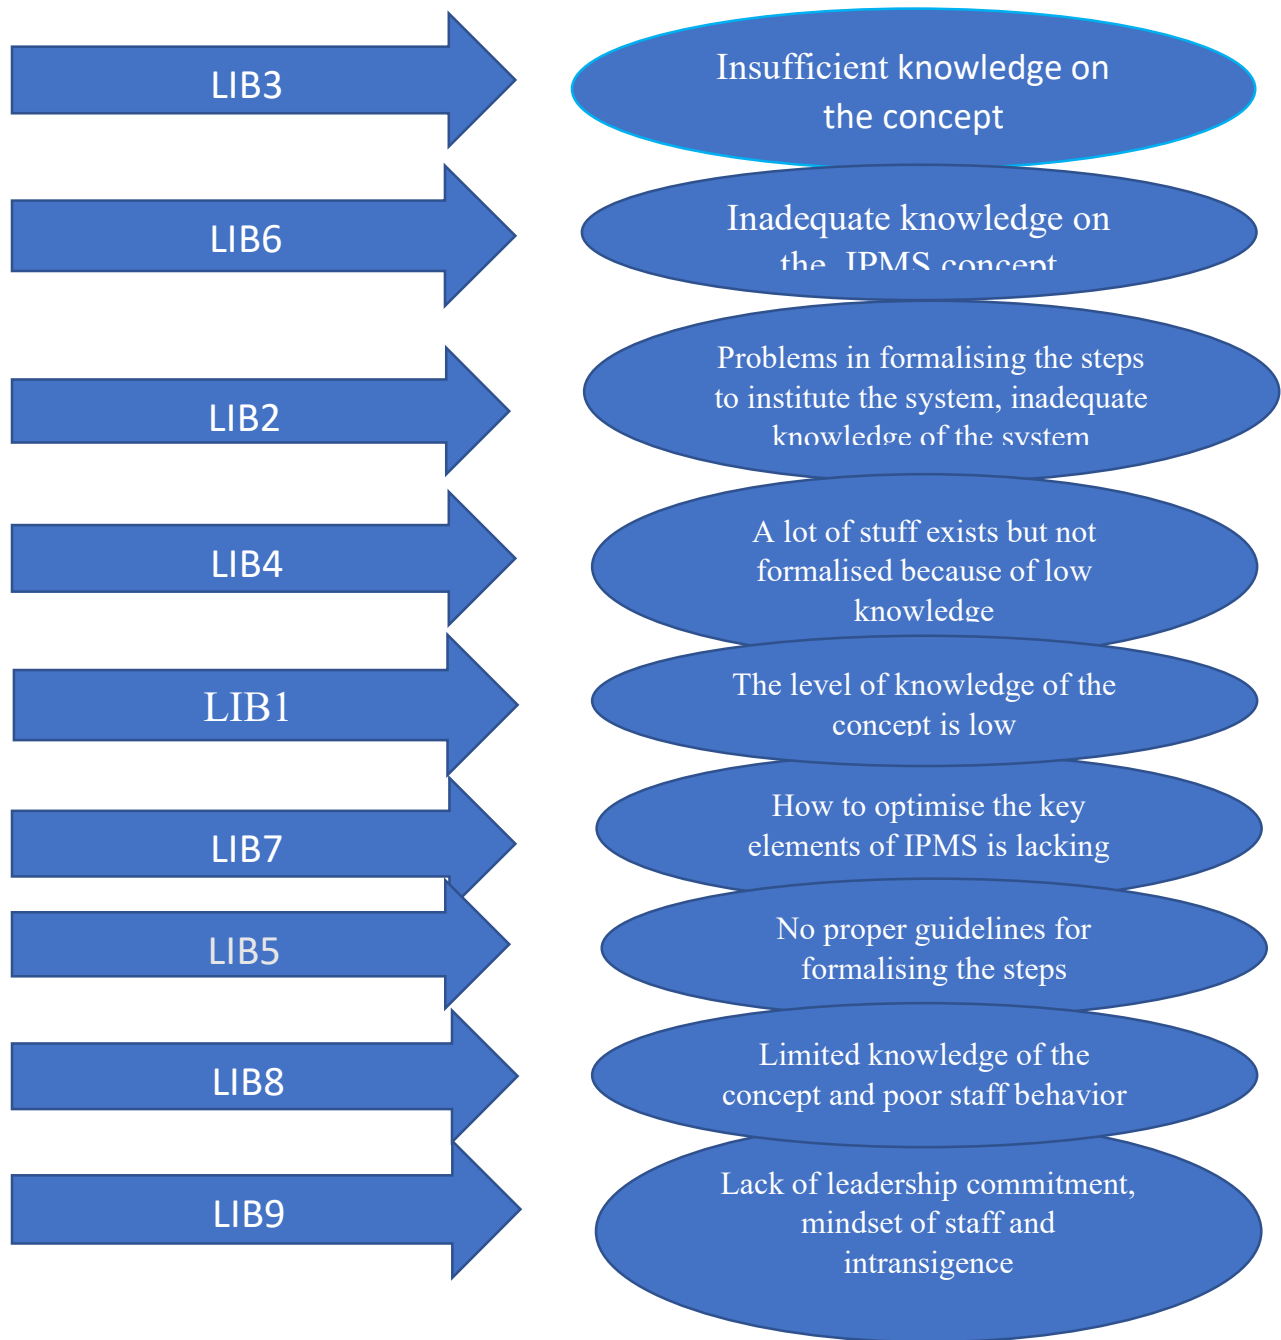 LIB3
Insufficient knowledge on
the concept
LIB6
Inadequate knowledge on
the IPMS concept
LIB2
Problems in formalising the steps
to institute the system, inadequate
knowledge of the system
LIB4
A lot of stuff exists but not
formalised because of low
knowledge
LIB1
The level of knowledge of the
concept is low
LIB7
How to optimise the key
elements of IPMS is lacking
LIB5
No proper guidelines for
formalising the steps
LIB8
Limited knowledge of the
concept and poor staff behavior
LIB9
Lack of leadership commitment,
mindset of staff and
intransigence